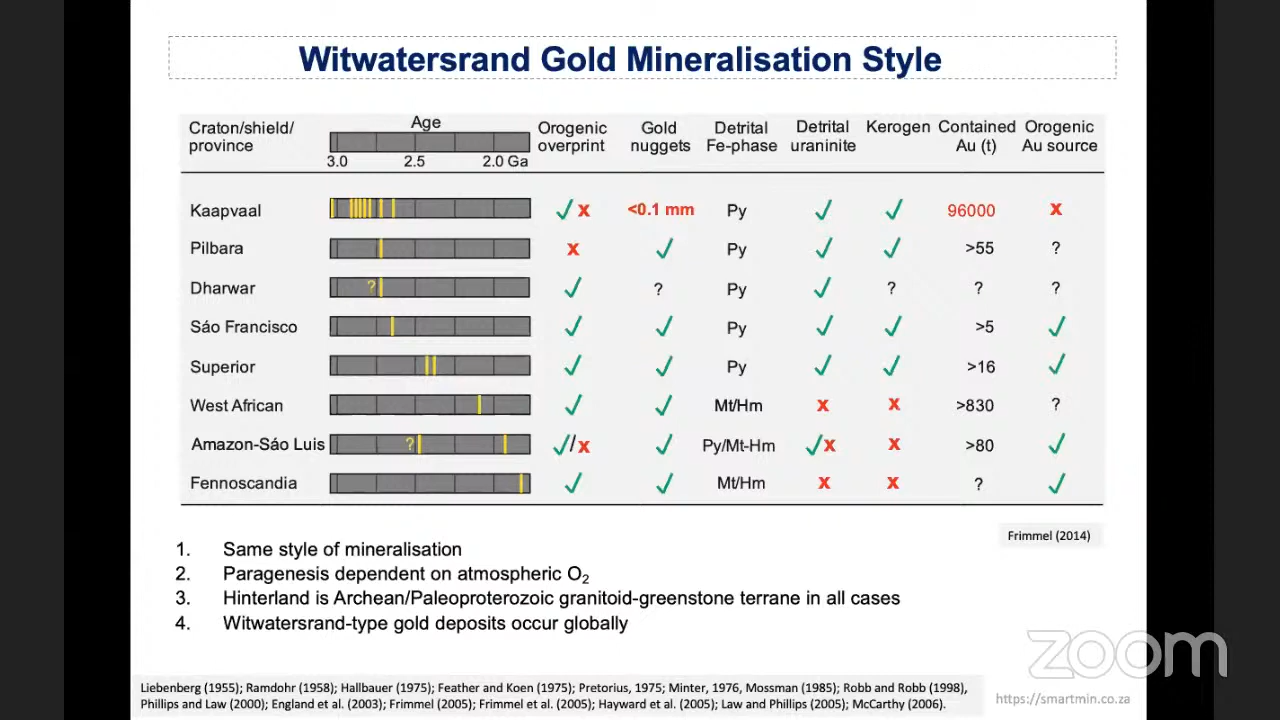 Witwatersrand Gold Mineralisation Style
Craton/shield/ province Age 3.0 2.5 2.0 Ga Orogenic overprint Gold nuggets Detrital Fe-phase Detrital uraninite Kerogen Contained Au (t) Orogenic Au source
Kaapvaal ✓ x <0.1 mm Py ✓ ✓ 96000 x
Pilbara x ✓ Py ✓ ✓ >55 ?
Dharwar ? ✓ ? Py ✓ ? ? ?
Sáo Francisco ✓ ✓ Py ✓ ✓ >5 ✓
Superior ✓ ✓ Py ✓ ✓ >16 ✓
West African ✓ ✓ Mt/Hm x x >830 ?
Amazon-Sáo Luis ? ✓/x ✓ Py/Mt-Hm ✓x x >80 ✓
Fennoscandia ✓ ✓ Mt/Hm x x ? ✓
Frimmel (2014)
1. Same style of mineralisation
2. Paragenesis dependent on atmospheric O₂
3. Hinterland is Archean/Paleoproterozoic granitoid-greenstone terrane in all cases
4. Witwatersrand-type gold deposits occur globally
zoom
Liebenberg (1955); Ramdohr (1958); Hallbauer (1975); Feather and Koen (1975); Pretorius, 1975; Minter, 1976, Mossman (1985); Robb and Robb (1998),
Phillips and Law (2000); England et al. (2003); Frimmel (2005); Frimmel et al. (2005); Hayward et al. (2005); Law and Phillips (2005); McCarthy (2006).
https://smartmin.co.za